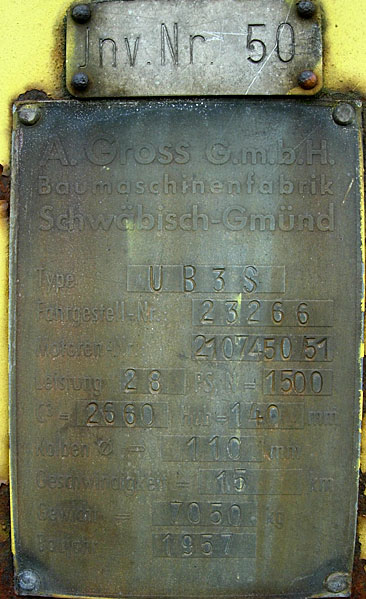 Jnv. Nr. 50
A. Gross G.m.b.H.
Baumaschinenfabrik
Schwäbisch-Gmünd
Type UB3S
Fahrgestell-Nr. 23266
Motoren-Nr. 210745051
Leistung 28 PS. N = 1500
= 2660 = 140 mm
Kolben Ø = 110 mm
Geschwindigkeit = 15 km
Gewicht = 7050 kg
Baujahr 1957